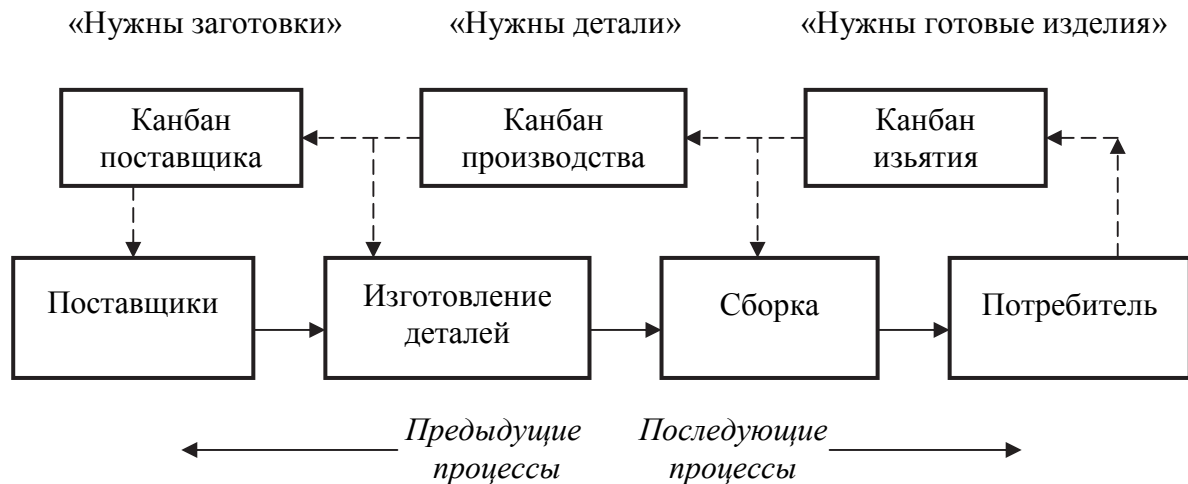 «Нужны заготовки» «Нужны детали» «Нужны готовые изделия»
Канбан
поставщика
Канбан
производства
Канбан
изьятия
Поставщики
Изготовление
деталей
Сборка
Потребитель
Предыдущие
процессы
Последующие
процессы